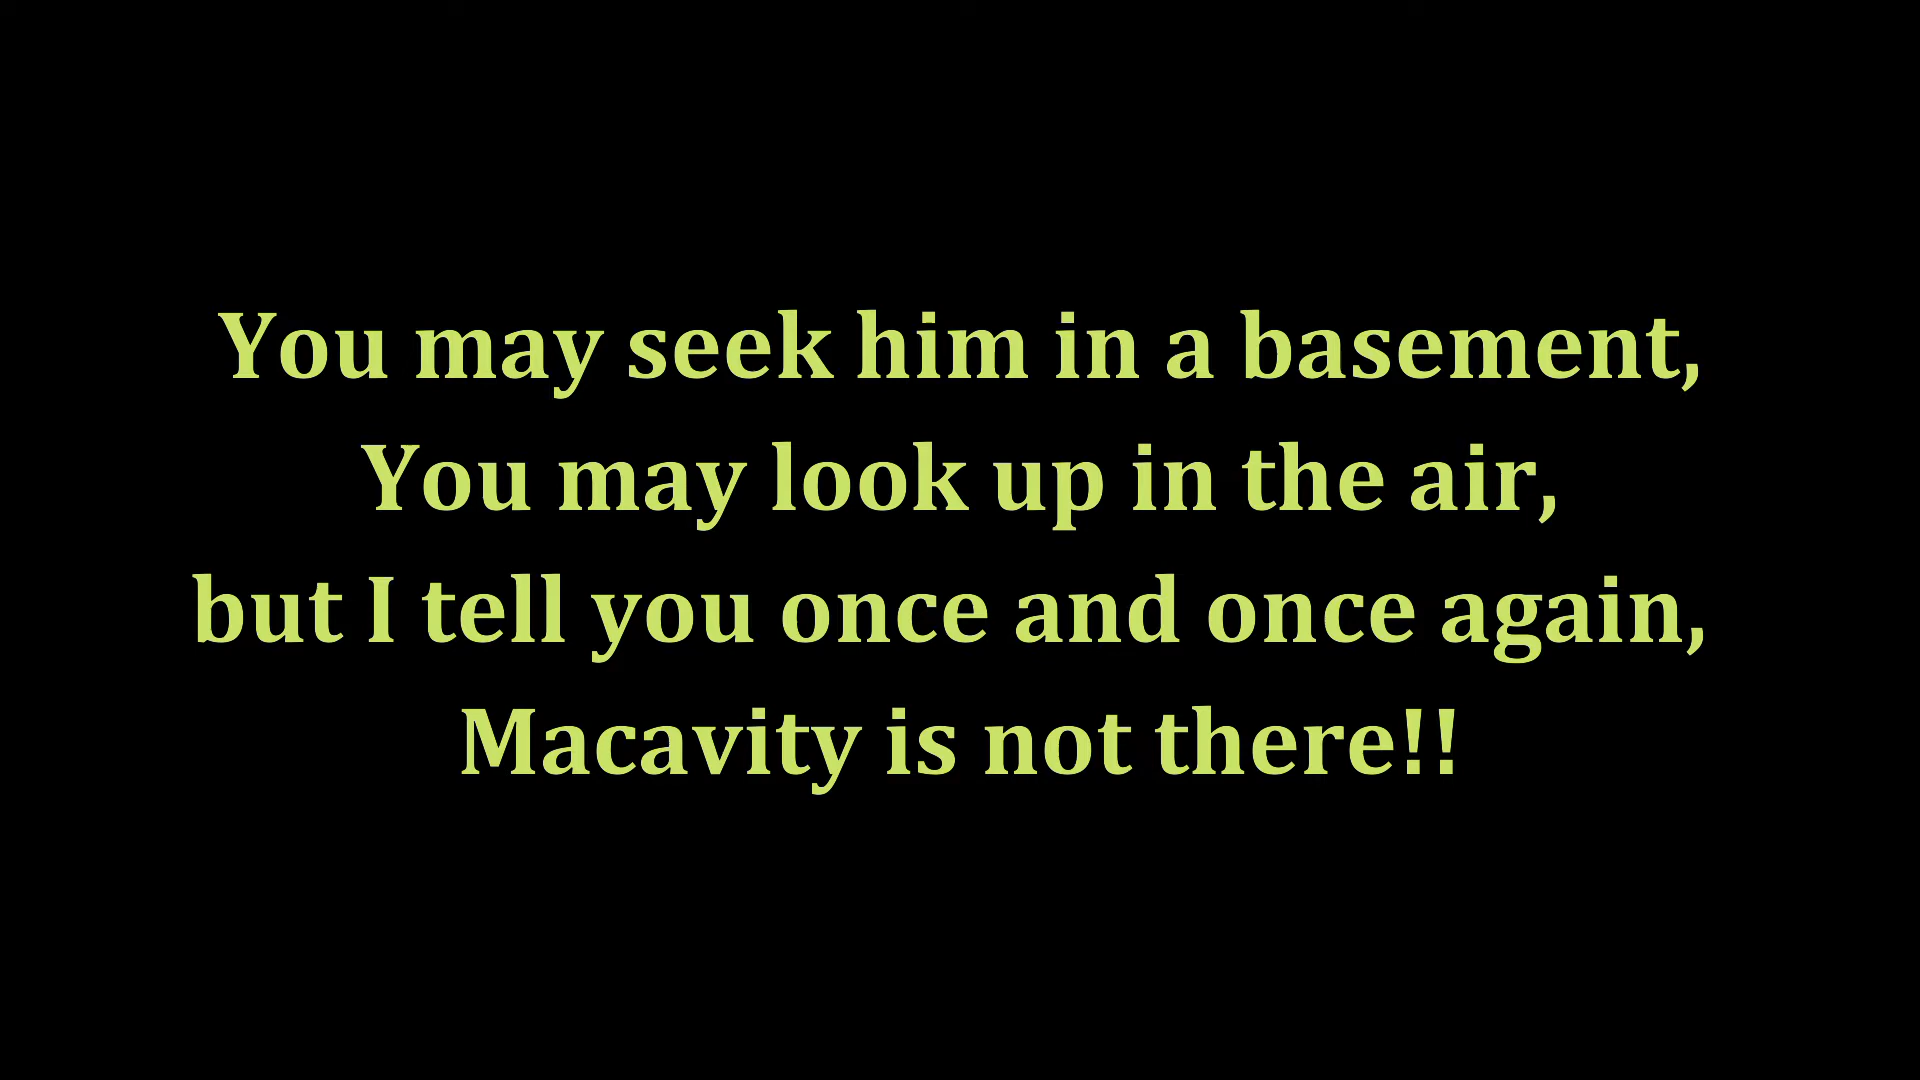 You may seek him in a basement,
You may look up in the air,
but I tell you once and once again,
Macavity is not there!!